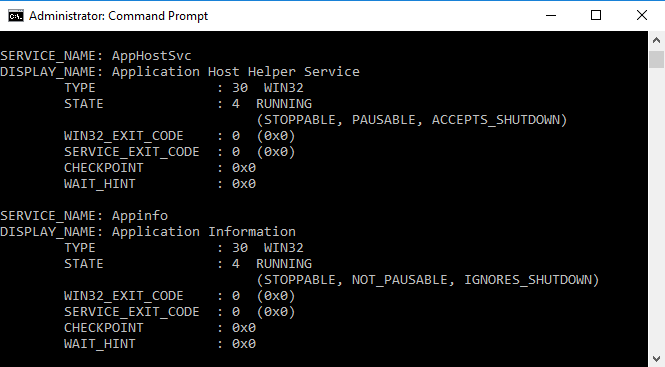 Administrator: Command Prompt
SERVICE_NAME: AppHostSvc
DISPLAY_NAME: Application Host Helper Service
        TYPE               : 30  WIN32
        STATE              : 4  RUNNING
                                (STOPPABLE, PAUSABLE, ACCEPTS_SHUTDOWN)
        WIN32_EXIT_CODE    : 0  (0x0)
        SERVICE_EXIT_CODE  : 0  (0x0)
        CHECKPOINT         : 0x0
        WAIT_HINT          : 0x0
SERVICE_NAME: Appinfo
DISPLAY_NAME: Application Information
        TYPE               : 30  WIN32
        STATE              : 4  RUNNING
                                (STOPPABLE, NOT_PAUSABLE, IGNORES_SHUTDOWN)
        WIN32_EXIT_CODE    : 0  (0x0)
        SERVICE_EXIT_CODE  : 0  (0x0)
        CHECKPOINT         : 0x0
        WAIT_HINT          : 0x0